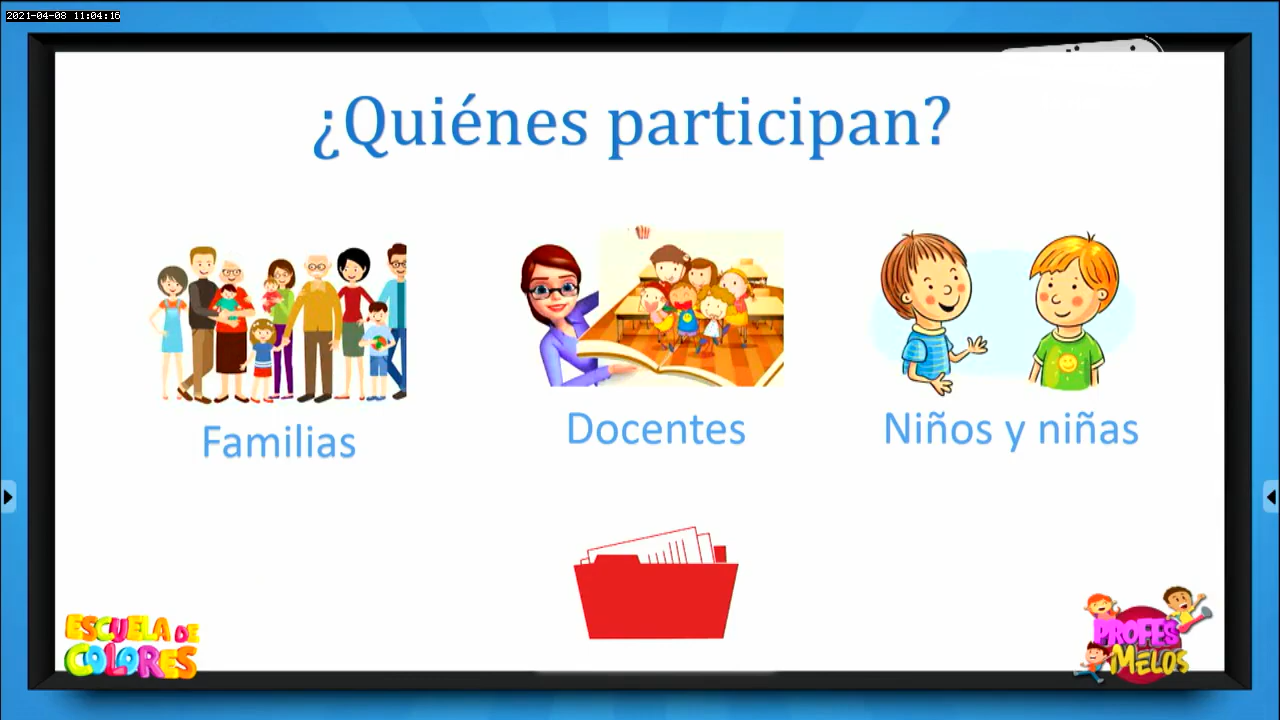 2021-04-08 11:04:16
¿Quiénes participan?
Familias
Docentes
Niños y niñas
ESCUELA DE
COLORES
PROFES
MELOS